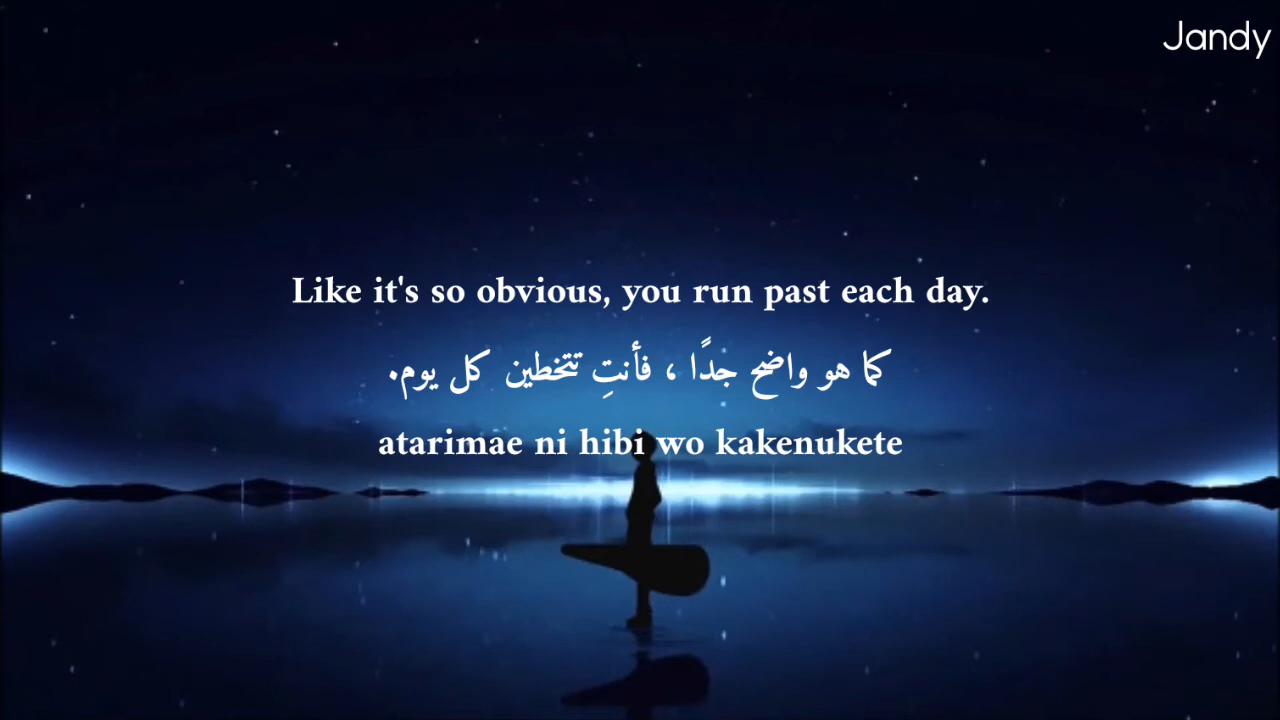 Jandy
Like it's so obvious, you run past each day.
كما هو واضح جدًا ، فأنتِ تتخطين كل يوم.
atarimae ni hibi wo kakenukete